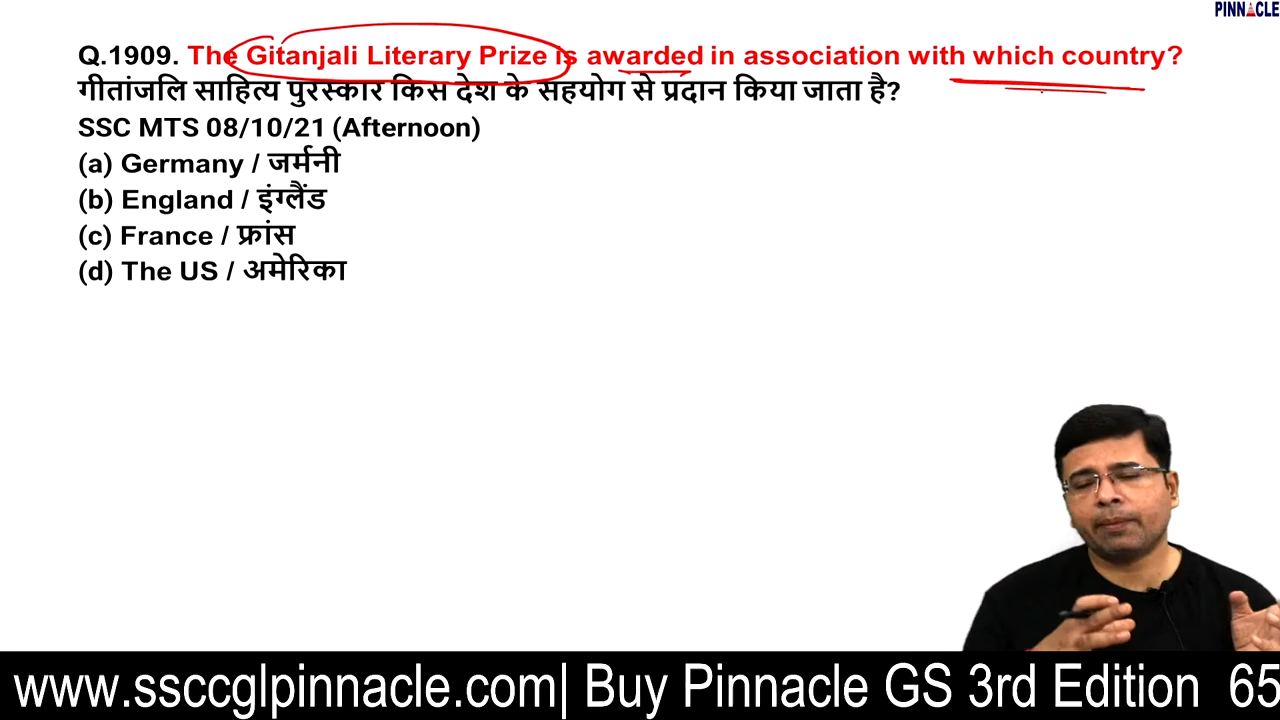 PINNACLE
Q.1909. The Gitanjali Literary Prize is awarded in association with which country?
गीतांजलि साहित्य पुरस्कार किस देश के सहयोग से प्रदान किया जाता है?
SSC MTS 08/10/21 (Afternoon)
(a) Germany / जर्मनी
(b) England / इंग्लैंड
(c) France / फ्रांस
(d) The US / अमेरिका
www.ssccglpinnacle.com| Buy Pinnacle GS 3rd Edition 65